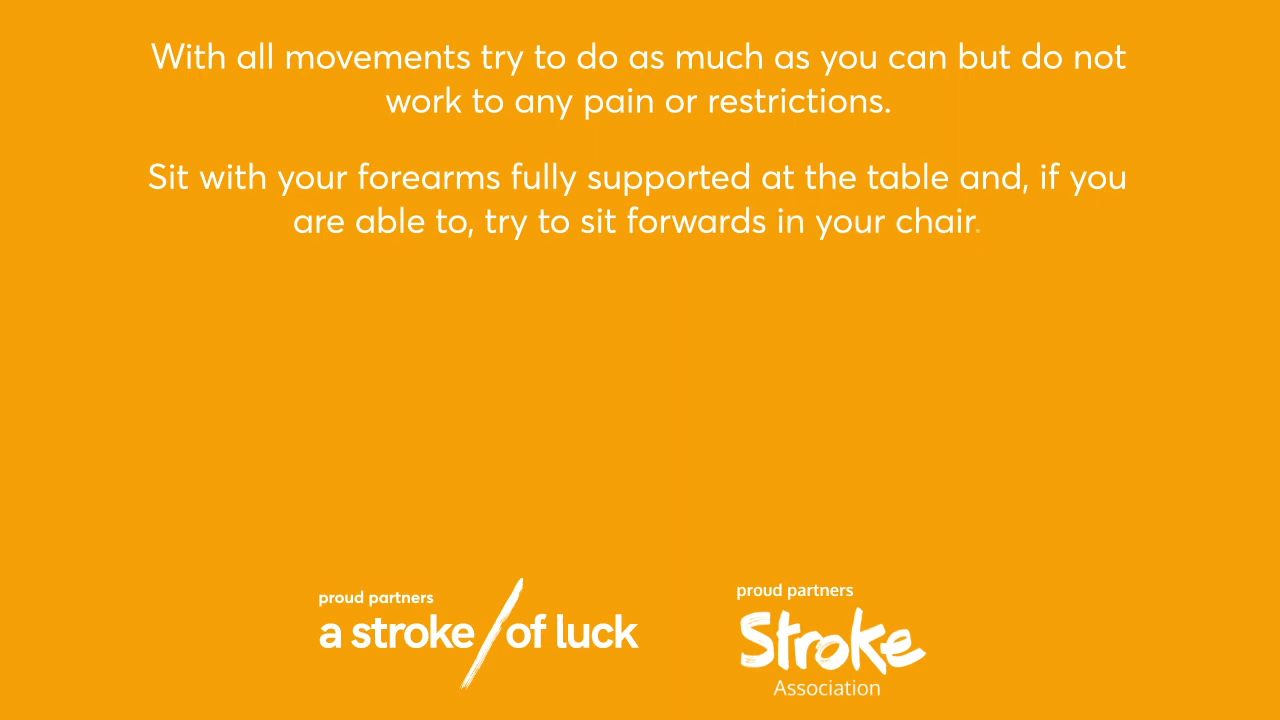 With all movements try to do as much as you can but do not
work to any pain or restrictions.
Sit with your forearms fully supported at the table and, if you
are able to, try to sit forwards in your chair.
proud partners
a stroke of luck
proud partners
Stroke
Association